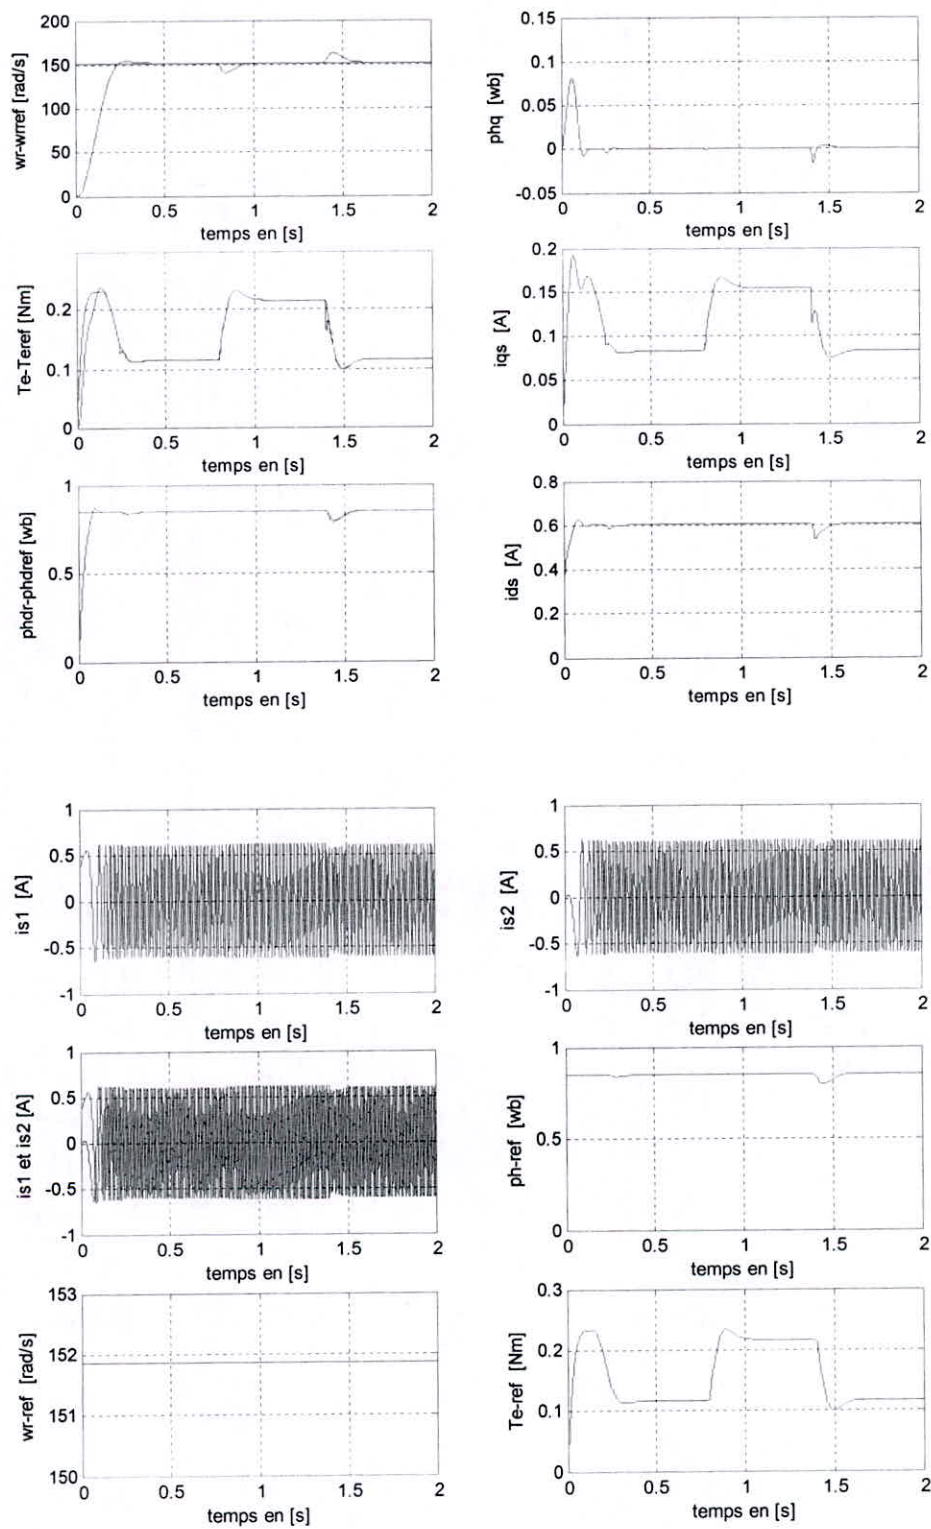 200
150
100
50
0
wr-wrref [rad/s]
0 0.5 1 1.5 2
temps en [s]
0.15
0.1
0.05
0
-0.05
phq [wb]
0 0.5 1 1.5 2
temps en [s]
0.2
0.1
0
Te-Teref [Nm]
0 0.5 1 1.5 2
temps en [s]
0.2
0.15
0.1
0.05
0
iqs [A]
0 0.5 1 1.5 2
temps en [s]
1
0.5
0
phdr-phdref [wb]
0 0.5 1 1.5 2
temps en [s]
0.8
0.6
0.4
0.2
0
ids [A]
0 0.5 1 1.5 2
temps en [s]
1
0.5
0
-0.5
-1
is1 [A]
0 0.5 1 1.5 2
temps en [s]
1
0.5
0
-0.5
-1
is2 [A]
0 0.5 1 1.5 2
temps en [s]
1
0.5
0
-0.5
-1
is1 et is2 [A]
0 0.5 1 1.5 2
temps en [s]
1
0.5
0
ph-ref [wb]
0 0.5 1 1.5 2
temps en [s]
153
152
151
150
wr-ref [rad/s]
0 0.5 1 1.5 2
temps en [s]
0.3
0.2
0.1
0
Te-ref [Nm]
0 0.5 1 1.5 2
temps en [s]